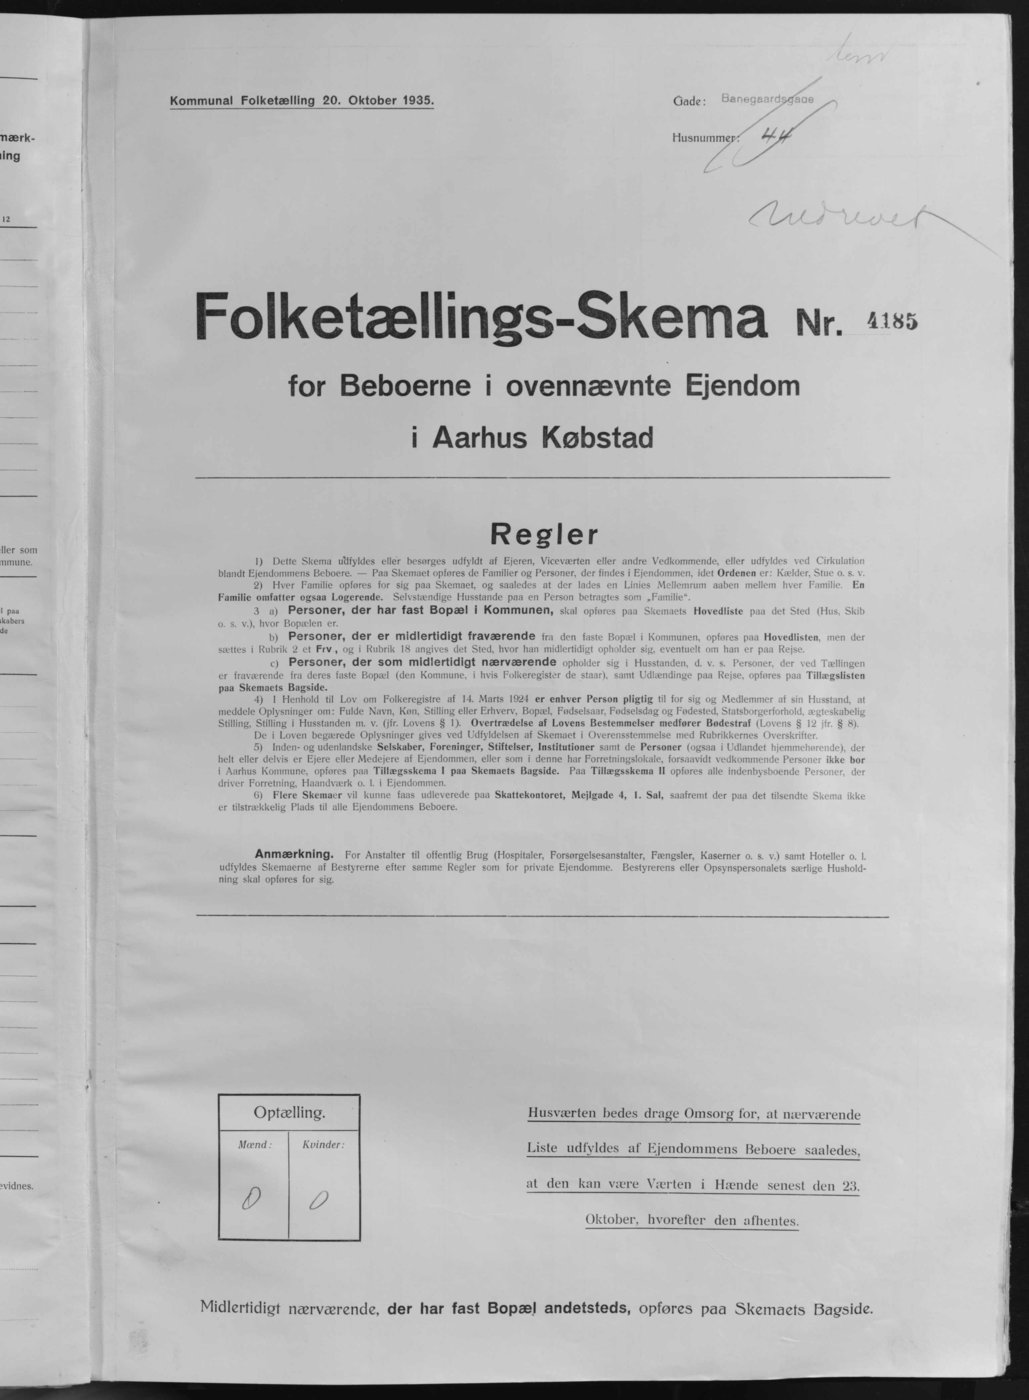 mærk-
ing
12
ller som
mmune.
l paa
skabers
de
evidnes.
Kommunal Folketælling 20. Oktober 1935.
Gade: Banegaardsgade
Husnummer: 44
Nedrevet
Folketællings-Skema Nr. 4185
for Beboerne i ovennævnte Ejendom
i Aarhus Købstad
Regler
1) Dette Skema udfyldes eller besørges udfyldt af Ejeren, Viceværten eller andre Vedkommende, eller udfyldes ved Cirkulation
blandt Ejendommens Beboere. — Paa Skemaet opføres de Familier og Personer, der findes i Ejendommen, idet Ordenen er: Kælder, Stue o. s. v.
2) Hver Familie opføres for sig paa Skemaet, og saaledes at der lades en Linies Mellemrum aaben mellem hver Familie. En
Familie omfatter ogsaa Logerende. Selvstændige Husstande paa en Person betragtes som „Familie“.
3 a) Personer, der har fast Bopæl i Kommunen, skal opføres paa Skemaets Hovedliste paa det Sted (Hus, Skib
o. s. v.), hvor Bopælen er.
b) Personer, der er midlertidigt fraværende fra den faste Bopæl i Kommunen, opføres paa Hovedlisten, men der
sættes i Rubrik 2 et Frv., og i Rubrik 18 angives det Sted, hvor han midlertidigt opholder sig, eventuelt om han er paa Rejse.
c) Personer, der som midlertidigt nærværende opholder sig i Husstanden, d. v. s. Personer, der ved Tællingen
er fraværende fra deres faste Bopæl (den Kommune, i hvis Folkeregister de staar), samt Udlændinge paa Rejse, opføres paa Tillægslisten
paa Skemaets Bagside.
4) I Henhold til Lov om Folkeregistre af 14. Marts 1924 er enhver Person pligtig til for sig og Medlemmer af sin Husstand, at
meddele Oplysninger om: Fulde Navn, Køn, Stilling eller Erhverv, Bopæl, Fødselsaar, Fødselsdag og Fødested, Statsborgerforhold, ægteskabelig
Stilling, Stilling i Husstanden m. v. (jfr. Lovens § 1). Overtrædelse af Lovens Bestemmelser medfører Bødestraf (Lovens § 12 jfr. § 8).
De i Loven begærede Oplysninger gives ved Udfyldelsen af Skemaet i Overensstemmelse med Rubrikkernes Overskrifter.
5) Inden- og udenlandske Selskaber, Foreninger, Stiftelser, Institutioner samt de Personer (ogsaa i Udlandet hjemmehørende), der
helt eller delvis er Ejere eller Medejere af Ejendommen, eller som i denne har Forretningslokale, forsaavidt vedkommende Personer ikke bor
i Aarhus Kommune, opføres paa Tillægsskema I paa Skemaets Bagside. Paa Tillægsskema II opføres alle indenbysboende Personer, der
driver Forretning, Haandværk o. l. i Ejendommen.
6) Flere Skemaer vil kunne faas udleverede paa Skattekontoret, Mejlgade 4, 1. Sal, saafremt der paa det tilsendte Skema ikke
er tilstrækkelig Plads til alle Ejendommens Beboere.
Anmærkning. For Anstalter til offentlig Brug (Hospitaler, Forsørgelsesanstalter, Fængsler, Kaserner o. s. v.) samt Hoteller o. l.
udfyldes Skemaerne af Bestyrerne efter samme Regler som for private Ejendomme. Bestyrerens eller Opsynspersonalets særlige Hushold-
ning skal opføres for sig.
Optælling.
Mænd: Kvinder:
0 0
Husværten bedes drage Omsorg for, at nærværende
Liste udfyldes af Ejendommens Beboere saaledes,
at den kan være Værten i Hænde senest den 23.
Oktober, hvorefter den afhentes.
Midlertidigt nærværende, der har fast Bopæl andetsteds, opføres paa Skemaets Bagside.